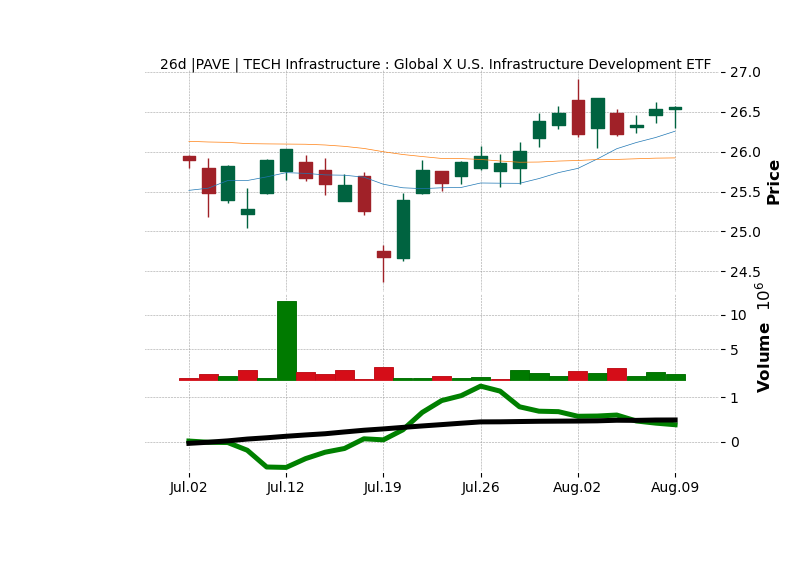 26d |PAVE | TECH Infrastructure : Global X U.S. Infrastructure Development ETF
27.0
26.5
26.0
25.5
25.0
24.5
Price
10
5
Volume 10^6
1
0
Jul.02 Jul.12 Jul.19 Jul.26 Aug.02 Aug.09